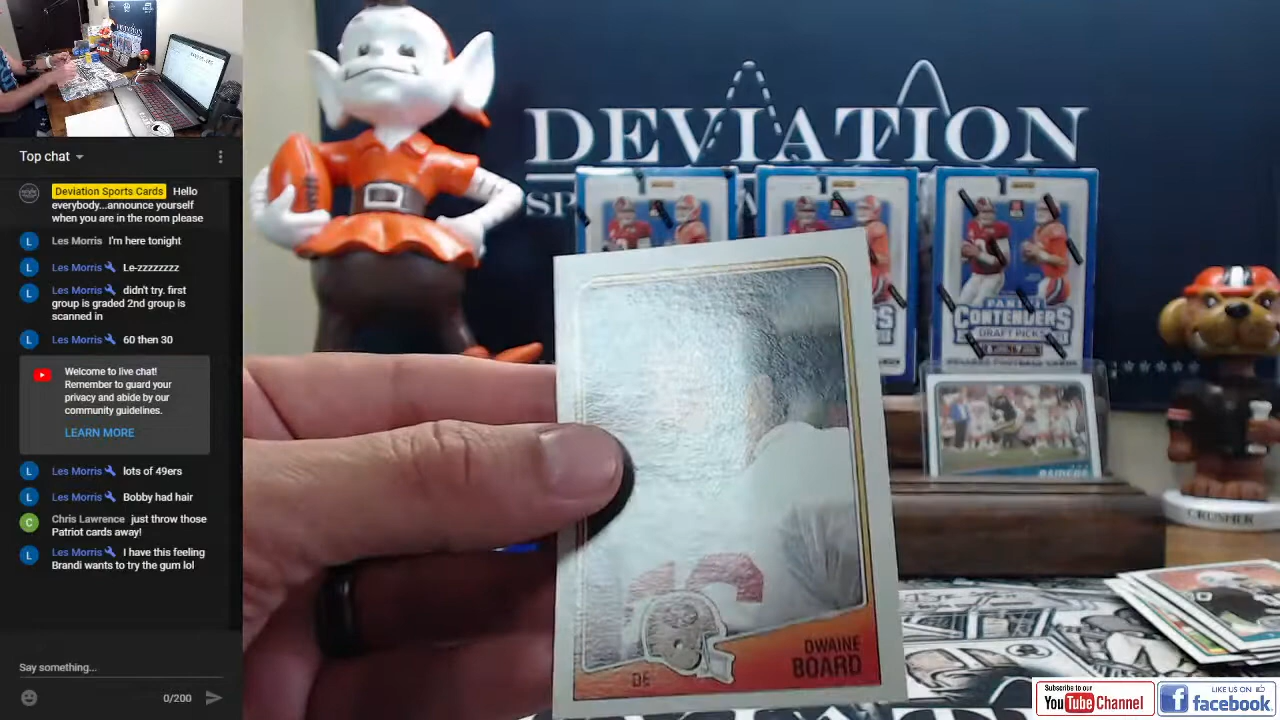 Top chat
Deviation Sports Cards Hello
everybody...announce yourself
when you are in the room please
L Les Morris I'm here tonight
L Les Morris Le-zzzzzzzz
L Les Morris didn't try. first
group is graded 2nd group is
scanned in
L Les Morris 60 then 30
Welcome to live chat!
Remember to guard your
privacy and abide by our
community guidelines.
LEARN MORE
L Les Morris lots of 49ers
L Les Morris Bobby had hair
C Chris Lawrence just throw those
Patriot cards away!
L Les Morris I have this feeling
Brandi wants to try the gum lol
Say something...
0/200
DEVIATION
SP
PANINI
CONTENDERS
DRAFT PICKS
RAIDERS
CRUSHER
DWAINE
BOARD
DE
DEVIATION
Subscribe to our
YouTube Channel
LIKE US ON
facebook